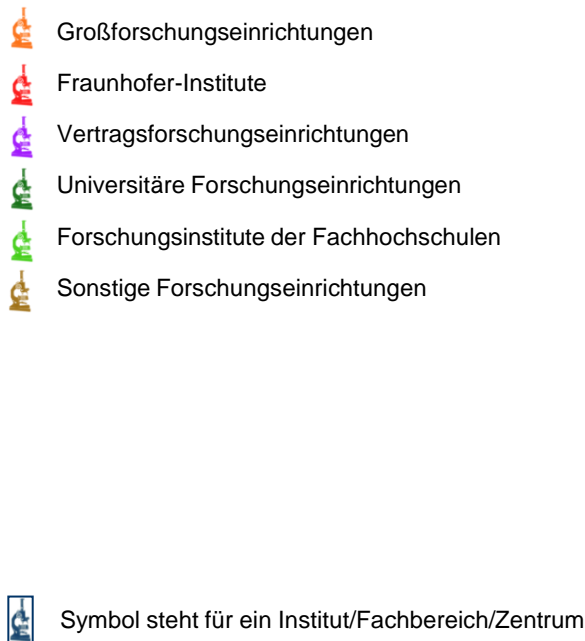 Großforschungseinrichtungen
Fraunhofer-Institute
Vertragsforschungseinrichtungen
Universitäre Forschungseinrichtungen
Forschungsinstitute der Fachhochschulen
Sonstige Forschungseinrichtungen
Symbol steht für ein Institut/Fachbereich/Zentrum